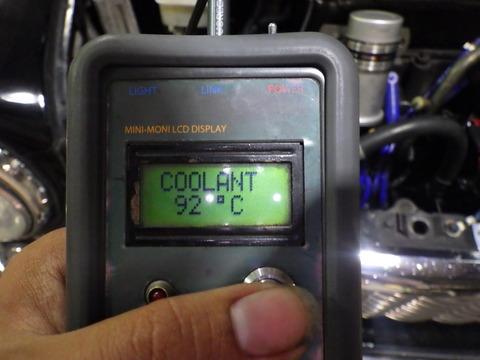 LIGHT LINK POWER
MINI-MONI LCD DISPLAY
COOLANT
92 °C